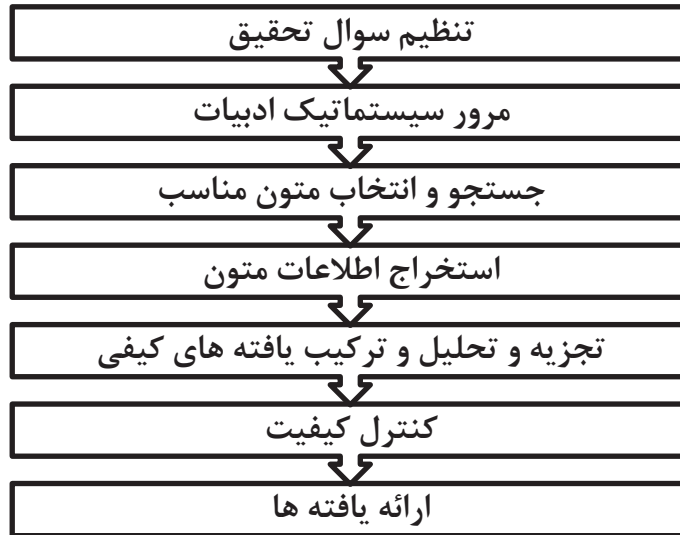 تنظیم سوال تحقیق
مرور سیستماتیک ادبیات
جستجو و انتخاب متون مناسب
استخراج اطلاعات متون
تجزیه و تحلیل و ترکیب یافته های کیفی
کنترل کیفیت
ارائه یافته ها